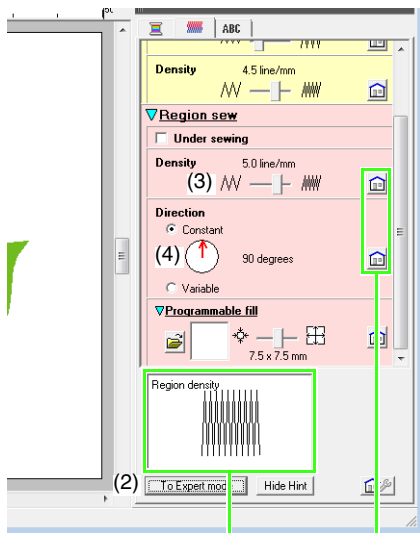 ABC
Density 4.5 line/mm
Region sew
Under sewing
Density 5.0 line/mm
(3)
Direction
Constant
(4) 90 degrees
Variable
Programmable fill
7.5 x 7.5 mm
Region density
(2) To Expert mode Hide Hint